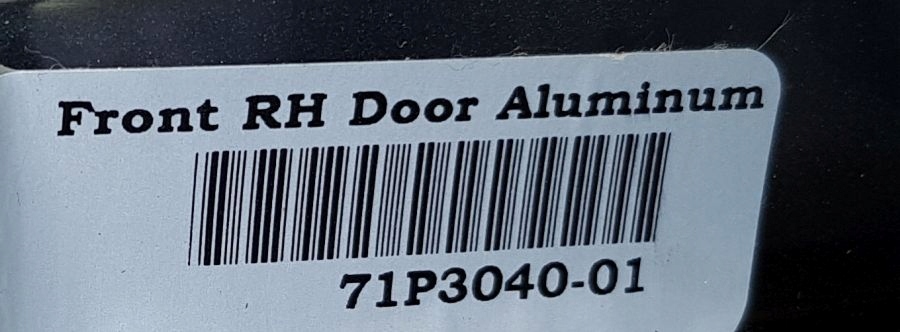 Front RH Door Aluminum
71P3040-01